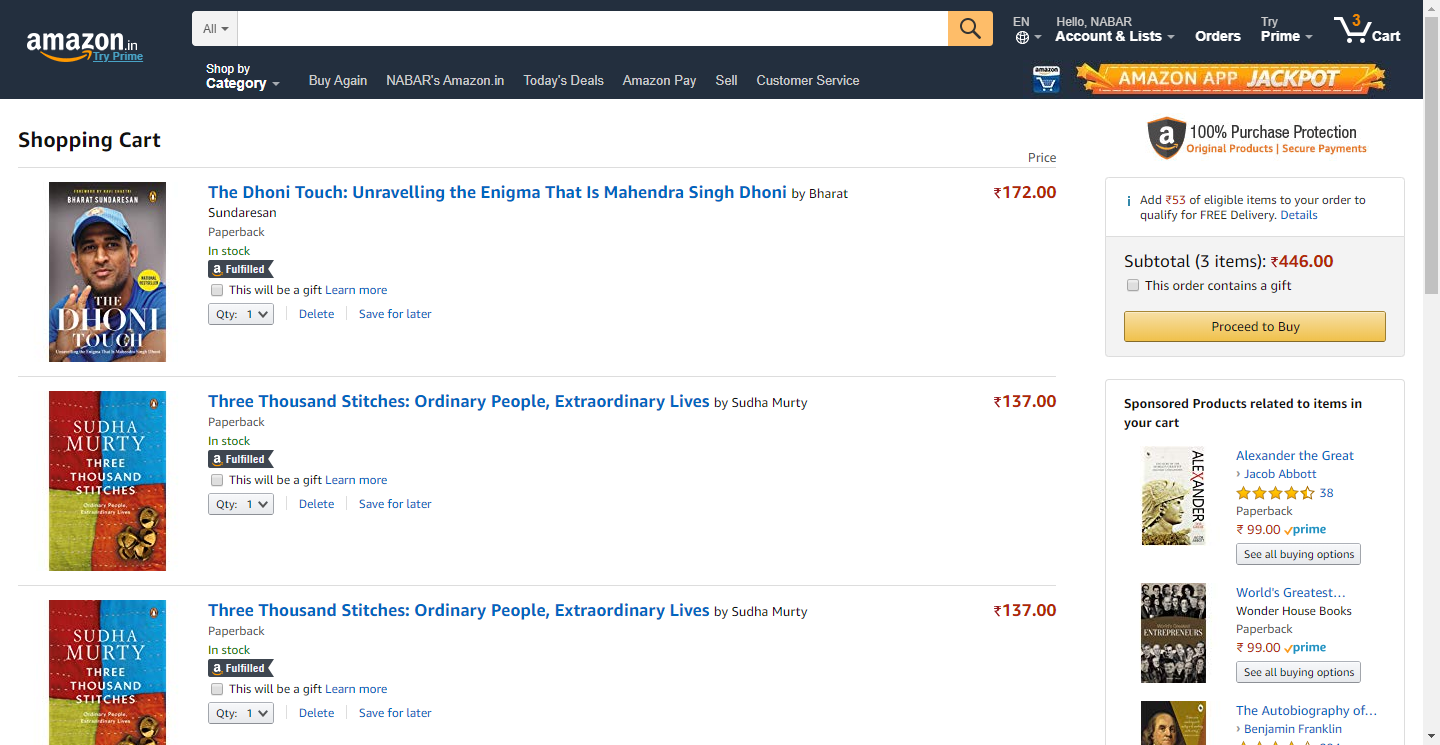 amazon.in
Try Prime
All
EN
Hello, NABAR
Account & Lists
Orders
Try
Prime
3
Cart
Shop by
Category
Buy Again
NABAR's Amazon.in
Today's Deals
Amazon Pay
Sell
Customer Service
amazon
AMAZON APP JACKPOT
Shopping Cart
Price
FOREWORD BY RAVI SHASTRI
BHARAT SUNDARESAN
NATIONAL BESTSELLER
THE
DHONI
TOUCH
Unravelling the Enigma That Is Mahendra Singh Dhoni
The Dhoni Touch: Unravelling the Enigma That Is Mahendra Singh Dhoni by Bharat
Sundaresan
₹172.00
Paperback
In stock
a Fulfilled
This will be a gift Learn more
Qty: 1
Delete
Save for later
SUDHA
MURTY
THREE
THOUSAND
STITCHES
Ordinary People,
Extraordinary Lives
Three Thousand Stitches: Ordinary People, Extraordinary Lives by Sudha Murty
₹137.00
Paperback
In stock
a Fulfilled
This will be a gift Learn more
Qty: 1
Delete
Save for later
SUDHA
MURTY
THREE
THOUSAND
STITCHES
Ordinary People,
Extraordinary Lives
Three Thousand Stitches: Ordinary People, Extraordinary Lives by Sudha Murty
₹137.00
Paperback
In stock
a Fulfilled
This will be a gift Learn more
Qty: 1
Delete
Save for later
a
100% Purchase Protection
Original Products | Secure Payments
i Add ₹53 of eligible items to your order to
qualify for FREE Delivery. Details
Subtotal (3 items): ₹446.00
This order contains a gift
Proceed to Buy
Sponsored Products related to items in
your cart
ALEXANDER
JACOB ABBOTT
Alexander the Great
› Jacob Abbott
38
Paperback
₹ 99.00 prime
See all buying options
World's Greatest
ENTREPRENEURS
World's Greatest…
Wonder House Books
Paperback
₹ 99.00 prime
See all buying options
The Autobiography of…
› Benjamin Franklin